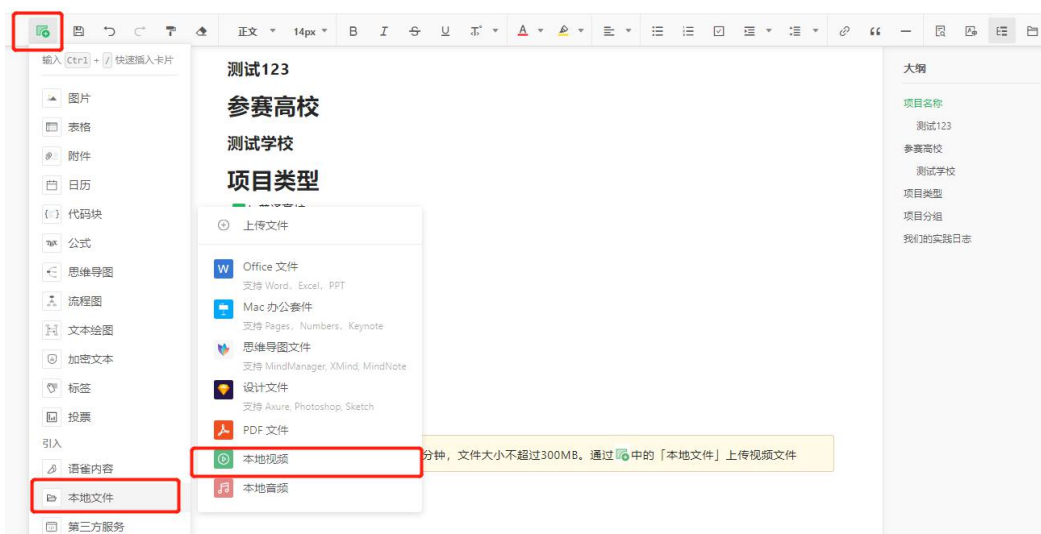 正文 14px B I S U T A
输入 Ctrl + / 快速插入卡片
图片
表格
附件
日历
代码块
公式
思维导图
流程图
文本绘图
加密文本
标签
投票
引入
语雀内容
本地文件
第三方服务
测试123
参赛高校
测试学校
项目类型
上传文件
Office 文件
支持 Word、Excel、PPT
Mac 办公套件
支持 Pages、Numbers、Keynote
思维导图文件
支持 MindManager, XMind, MindNote
设计文件
支持 Axure, Photoshop, Sketch
PDF 文件
本地视频
本地音频
分钟，文件大小不超过300MB。通过 中的「本地文件」上传视频文件
大纲
项目名称
测试123
参赛高校
测试学校
项目类型
项目分组
我们的实践日志